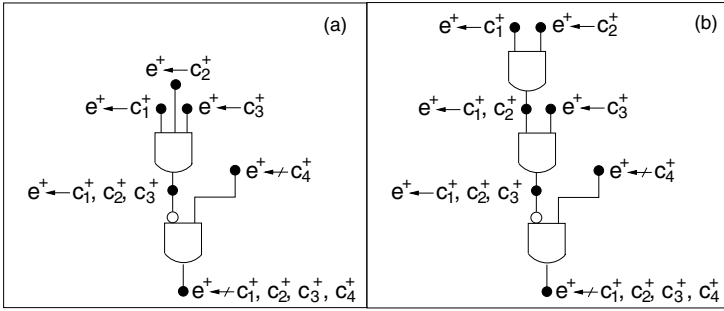 (a)
e⁺ ← c₂⁺
e⁺ ← c₁⁺
e⁺ ← c₃⁺
e⁺ ↚ c₄⁺
e⁺ ← c₁⁺, c₂⁺, c₃⁺
e⁺ ↚ c₁⁺, c₂⁺, c₃⁺, c₄⁺
(b)
e⁺ ← c₁⁺
e⁺ ← c₂⁺
e⁺ ← c₁⁺, c₂⁺
e⁺ ← c₃⁺
e⁺ ↚ c₄⁺
e⁺ ← c₁⁺, c₂⁺, c₃⁺
e⁺ ↚ c₁⁺, c₂⁺, c₃⁺, c₄⁺